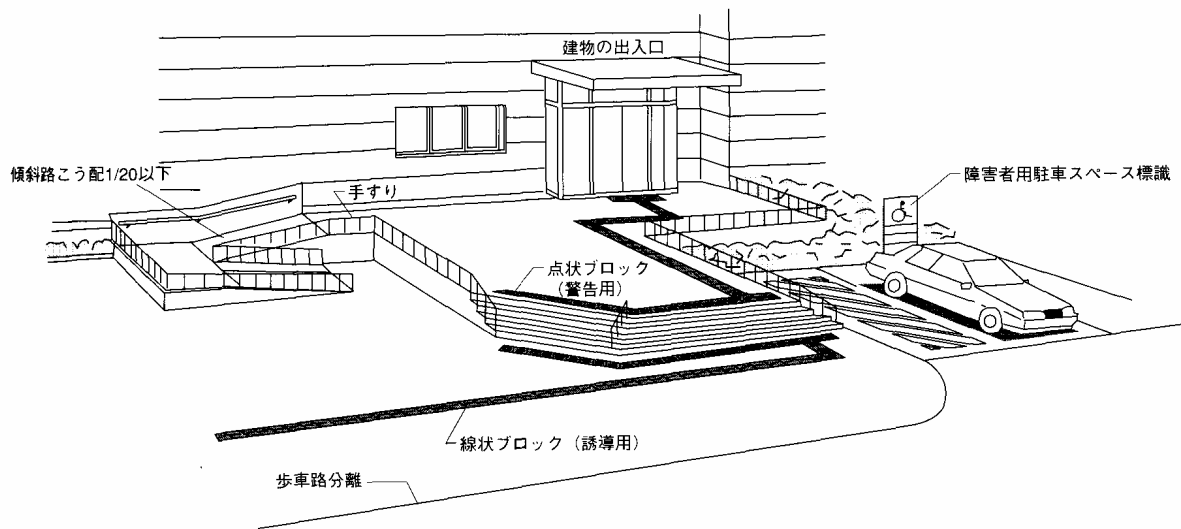 建物の出入口
傾斜路こう配1/20以下
手すり
障害者用駐車スペース標識
点状ブロック
（警告用）
線状ブロック（誘導用）
歩車路分離